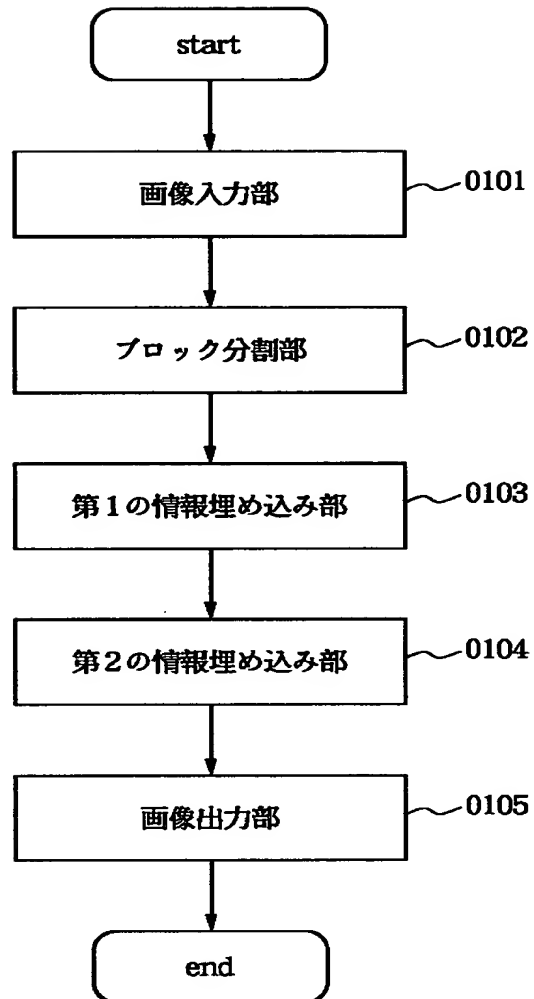 start
画像入力部
0101
ブロック分割部
0102
第1の情報埋め込み部
0103
第2の情報埋め込み部
0104
画像出力部
0105
end